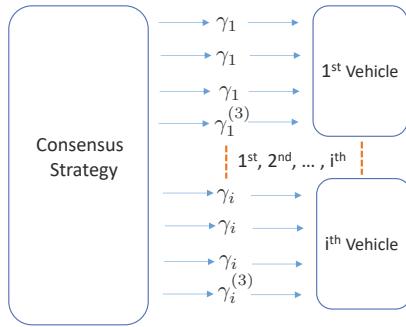 γ₁
γ₁
γ₁
γ₁⁽³⁾
1ˢᵗ Vehicle
Consensus
Strategy
1ˢᵗ, 2ⁿᵈ, ... , iᵗʰ
γᵢ
γᵢ
γᵢ
γᵢ⁽³⁾
iᵗʰ Vehicle